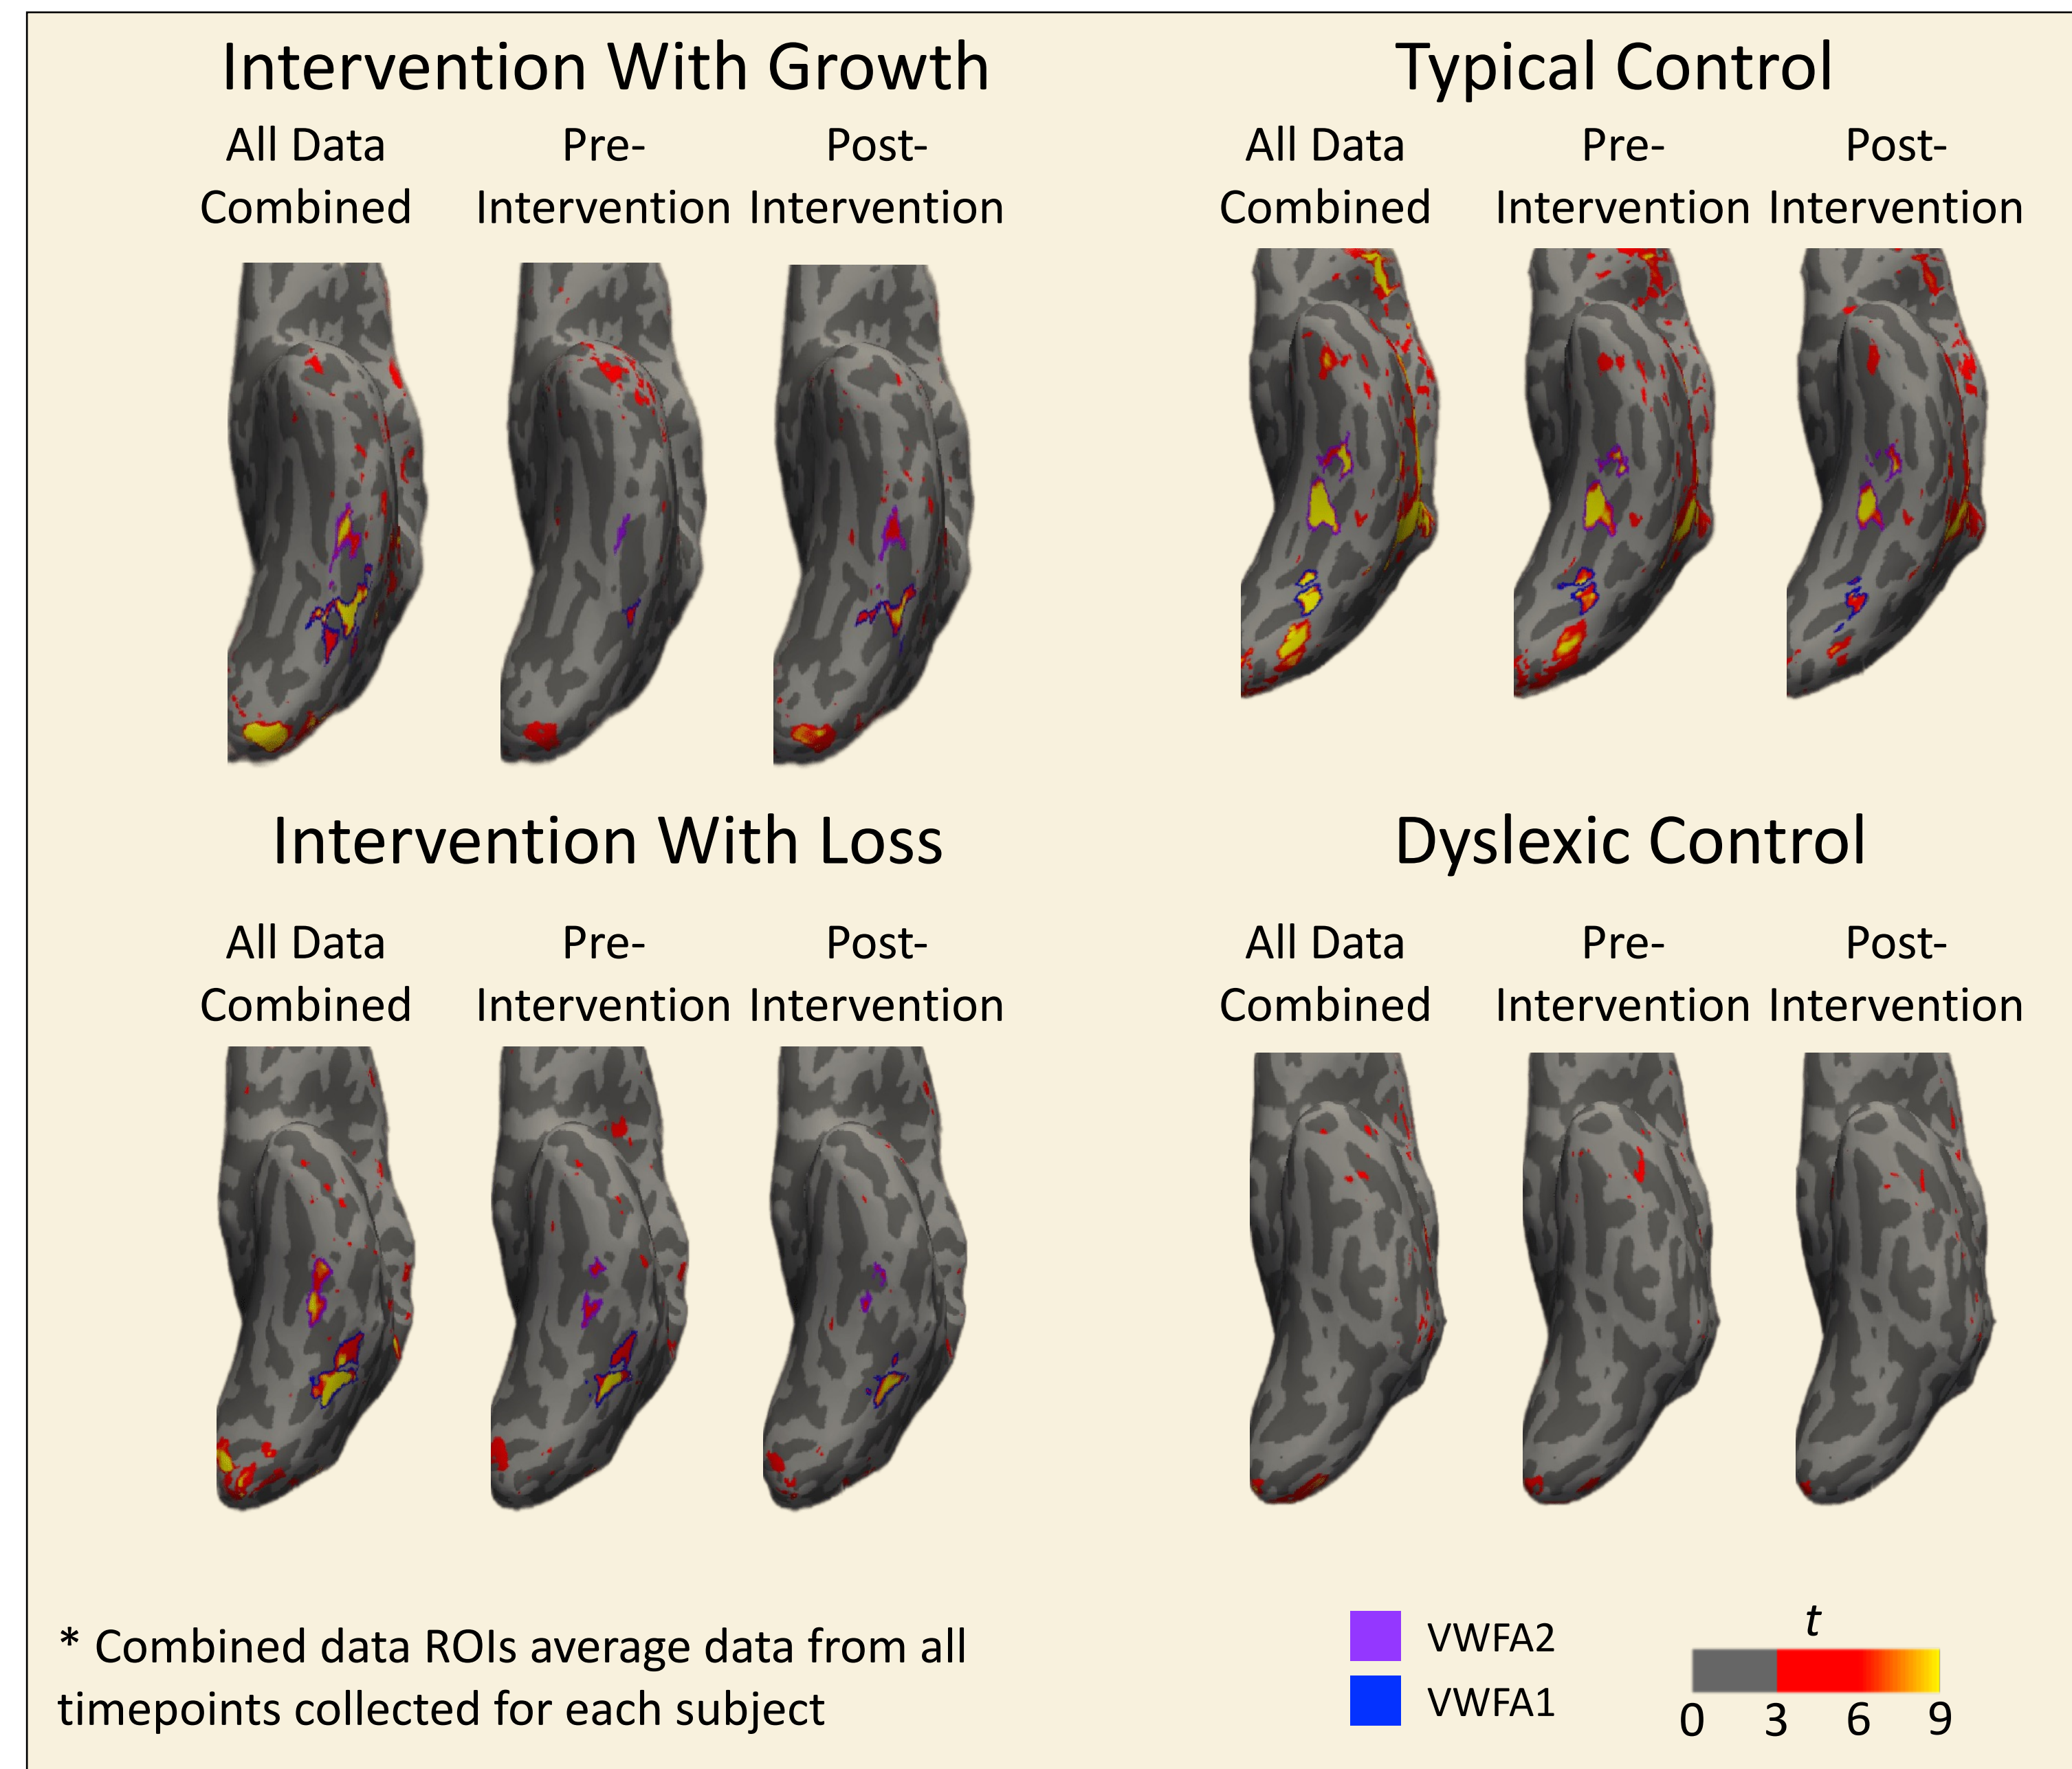 Intervention With Growth
All Data Pre- Post-
Combined Intervention Intervention
Typical Control
All Data Pre- Post-
Combined Intervention Intervention
Intervention With Loss
All Data Pre- Post-
Combined Intervention Intervention
Dyslexic Control
All Data Pre- Post-
Combined Intervention Intervention
* Combined data ROIs average data from all
timepoints collected for each subject
VWFA2
VWFA1
t
0 3 6 9